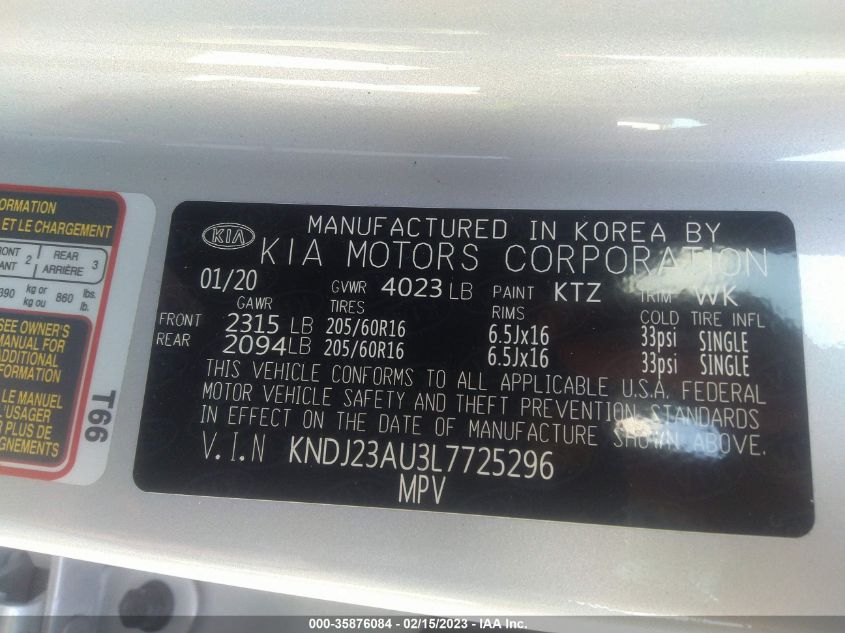 ORMATION
ET LE CHARGEMENT
RONT 2 REAR 3
ANT ARRIÈRE
390 kg or kg ou 860 lbs. lb.
SEE OWNER'S
MANUAL FOR
ADDITIONAL
INFORMATION
LE MANUEL
L'USAGER
R PLUS DE
GNEMENTS
T66
KIA
MANUFACTURED IN KOREA BY
KIA MOTORS CORPORATION
01/20 GVWR 4023 LB PAINT KTZ TRIM WK
GAWR TIRES RIMS COLD TIRE INFL
FRONT 2315 LB 205/60R16 6.5Jx16 33psi SINGLE
REAR 2094 LB 205/60R16 6.5Jx16 33psi SINGLE
THIS VEHICLE CONFORMS TO ALL APPLICABLE U.S.A. FEDERAL
MOTOR VEHICLE SAFETY AND THEFT PREVENTION STANDARDS
IN EFFECT ON THE DATE OF MANUFACTURE SHOWN ABOVE.
V.I.N KNDJ23AU3L7725296
MPV
000-35876084 - 02/15/2023 - © IAA Inc.